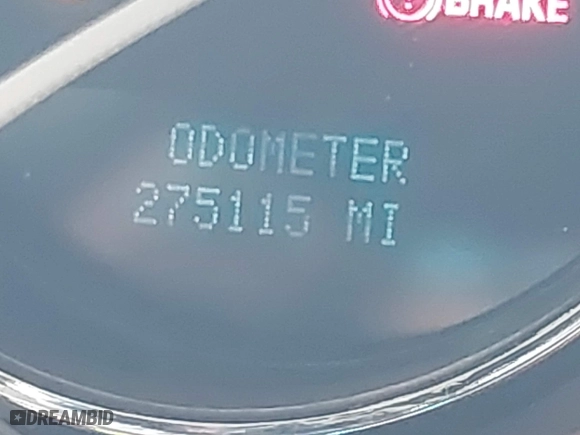 BRAKE
ODOMETER
275115 MI
DREAMBID